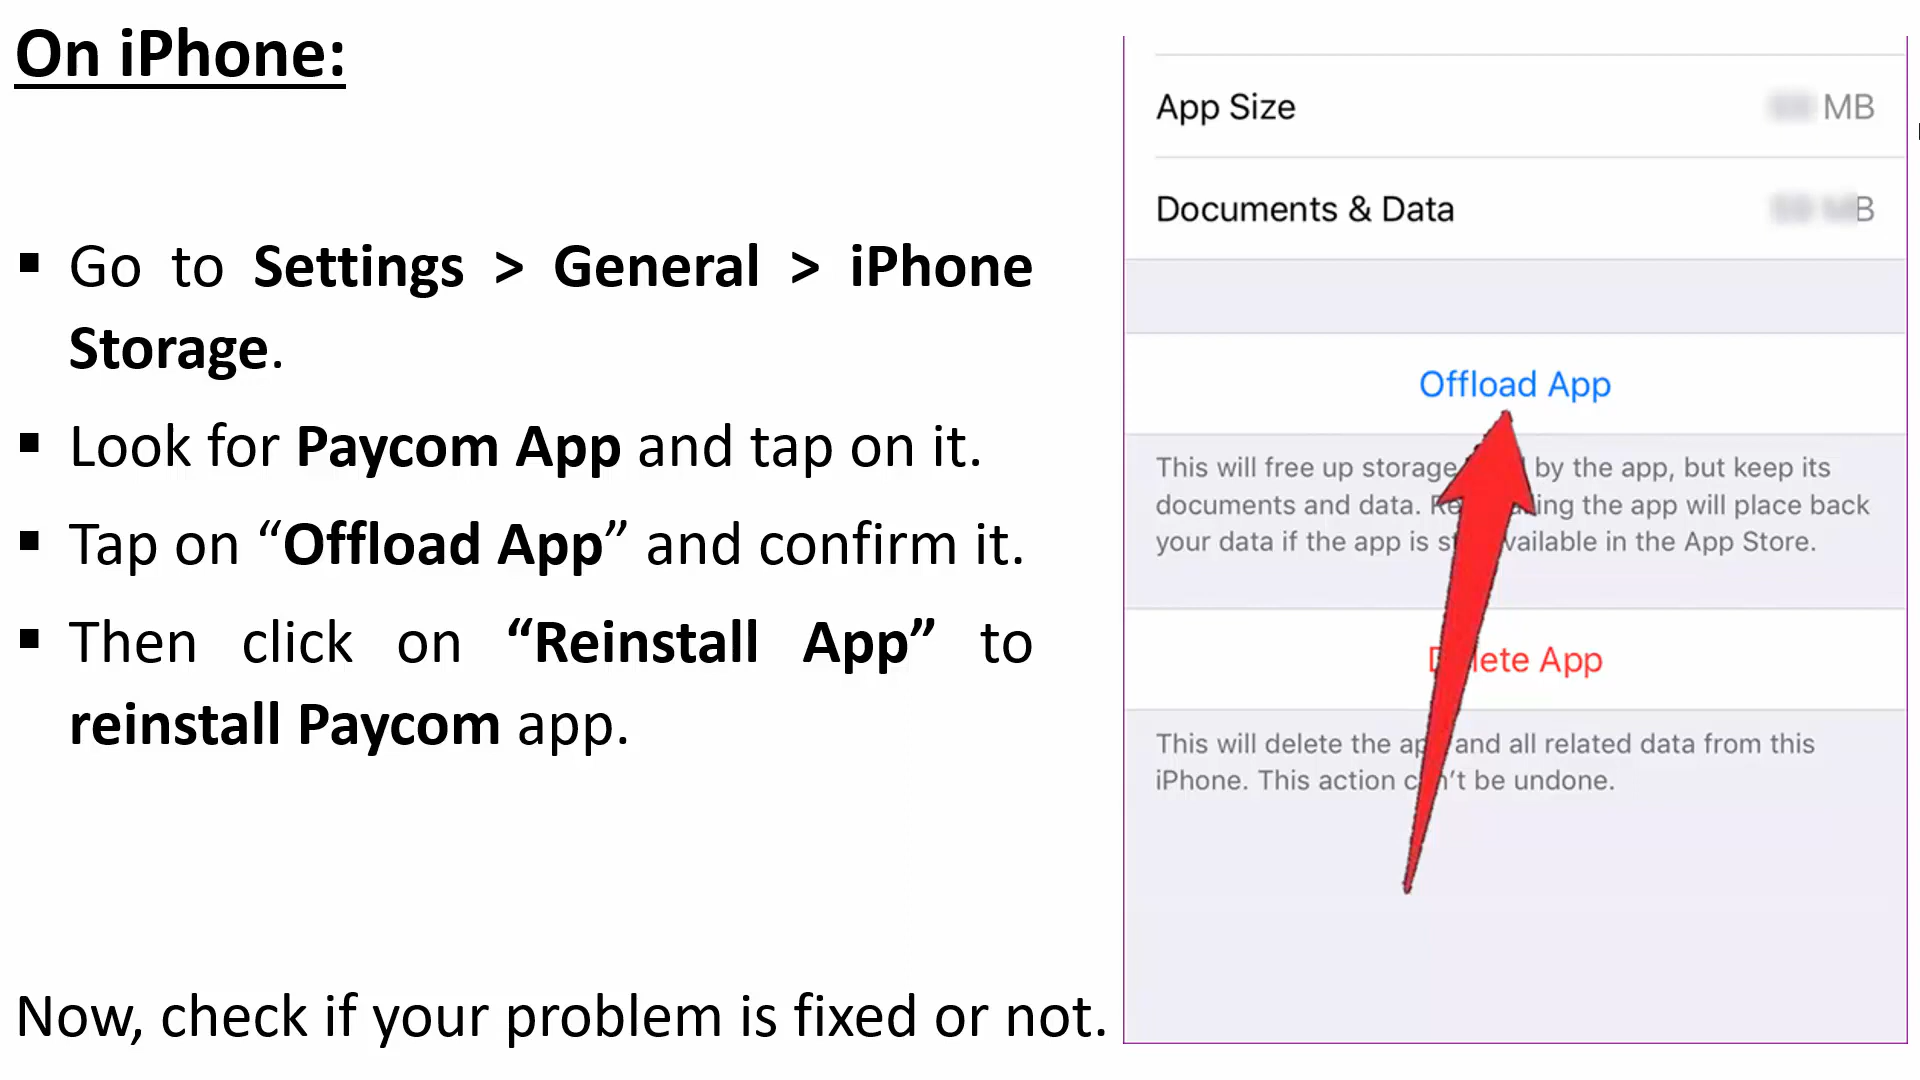 On iPhone:
▪ Go to Settings > General > iPhone
Storage.
▪ Look for Paycom App and tap on it.
▪ Tap on “Offload App” and confirm it.
▪ Then click on “Reinstall App” to
reinstall Paycom app.
Now, check if your problem is fixed or not.
App Size MB
Documents & Data
Offload App
This will free up storage by the app, but keep its
documents and data. the app will place back
your data if the app is available in the App Store.
Delete App
This will delete the app and all related data from this
iPhone. This action can’t be undone.